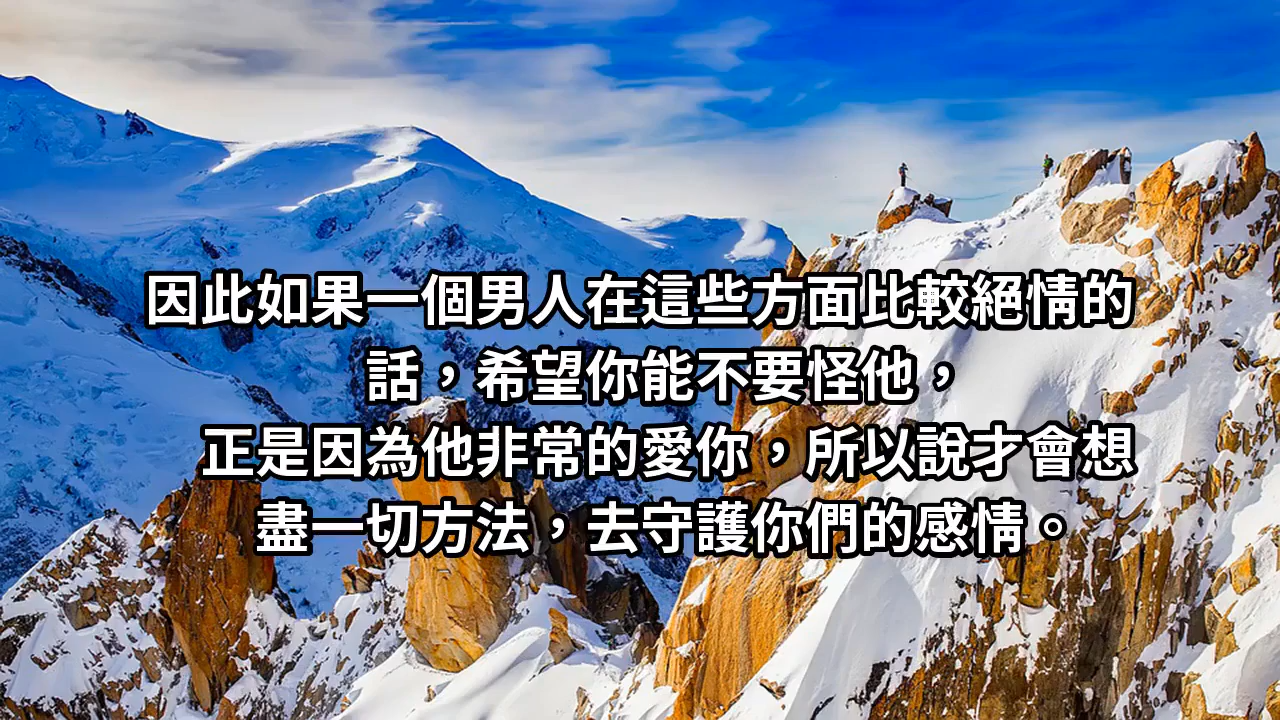 因此如果一個男人在這些方面比較絕情的
話，希望你能不要怪他，
正是因為他非常的愛你，所以說才會想
盡一切方法，去守護你們的感情。